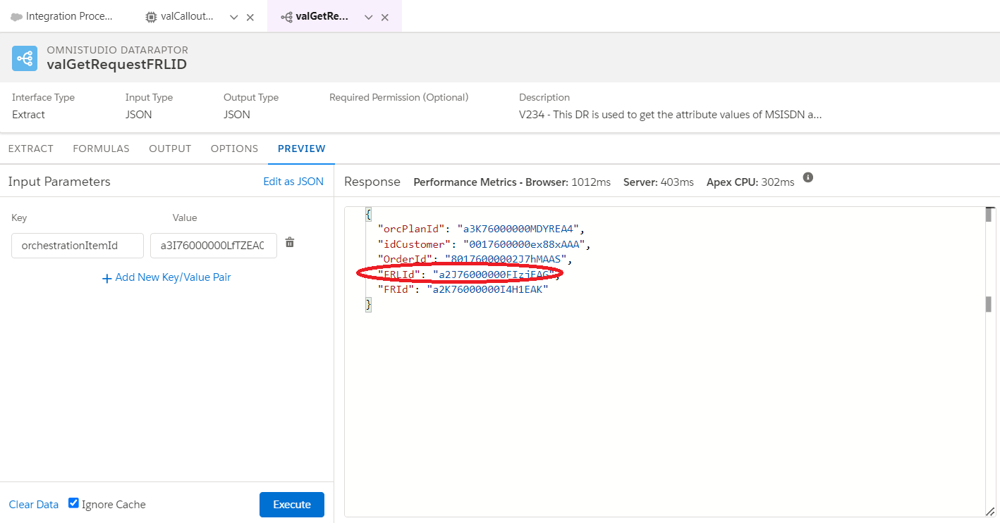 Integration Proce...
valCallout...
valGetRe...
OMNISTUDIO DATARAPTOR
valGetRequestFRLID
Interface Type
Input Type
Output Type
Required Permission (Optional)
Description
Extract
JSON
JSON
V234 - This DR is used to get the attribute values of MSISDN a...
EXTRACT
FORMULAS
OUTPUT
OPTIONS
PREVIEW
Input Parameters
Edit as JSON
Response
Performance Metrics - Browser: 1012ms
Server: 403ms
Apex CPU: 302ms
Key
Value
orchestrationItemId
a3I76000000LfTZEA0
Add New Key/Value Pair
{
"orcPlanId": "a3K76000000MDYREA4",
"idCustomer": "0017600000ex88xAAA",
"OrderId": "80176000002J7hMAAS",
"FRLId": "a2J76000000FIzjEAG",
"FRId": "a2K76000000I4H1EAK"
}
Clear Data
Ignore Cache
Execute